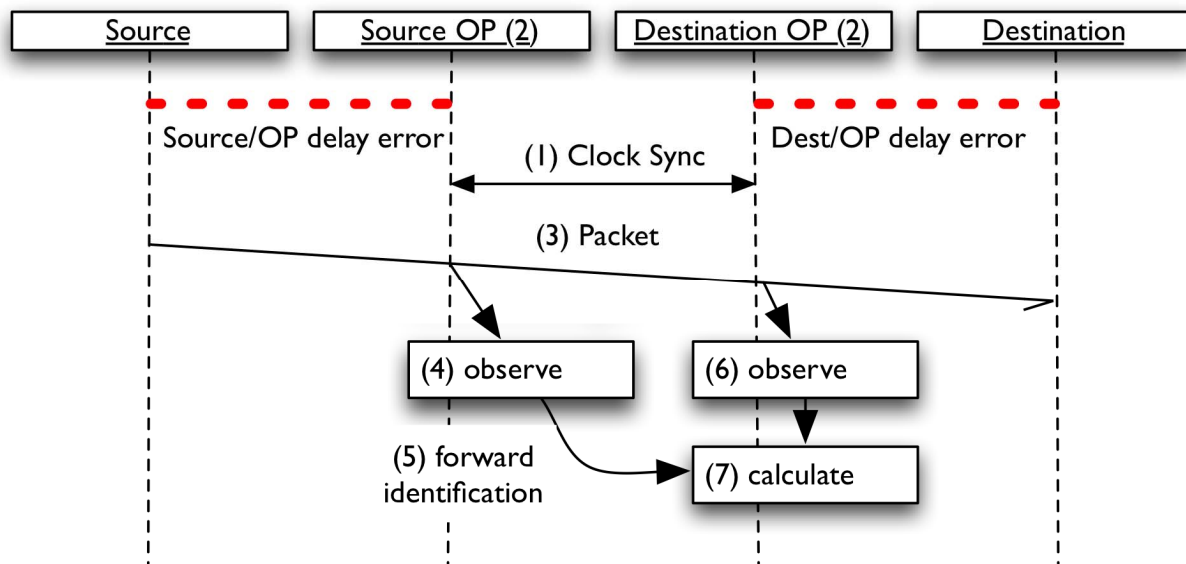 Source
Source OP (2)
Destination OP (2)
Destination
Source/OP delay error
Dest/OP delay error
(1) Clock Sync
(3) Packet
(4) observe
(6) observe
(5) forward
identification
(7) calculate